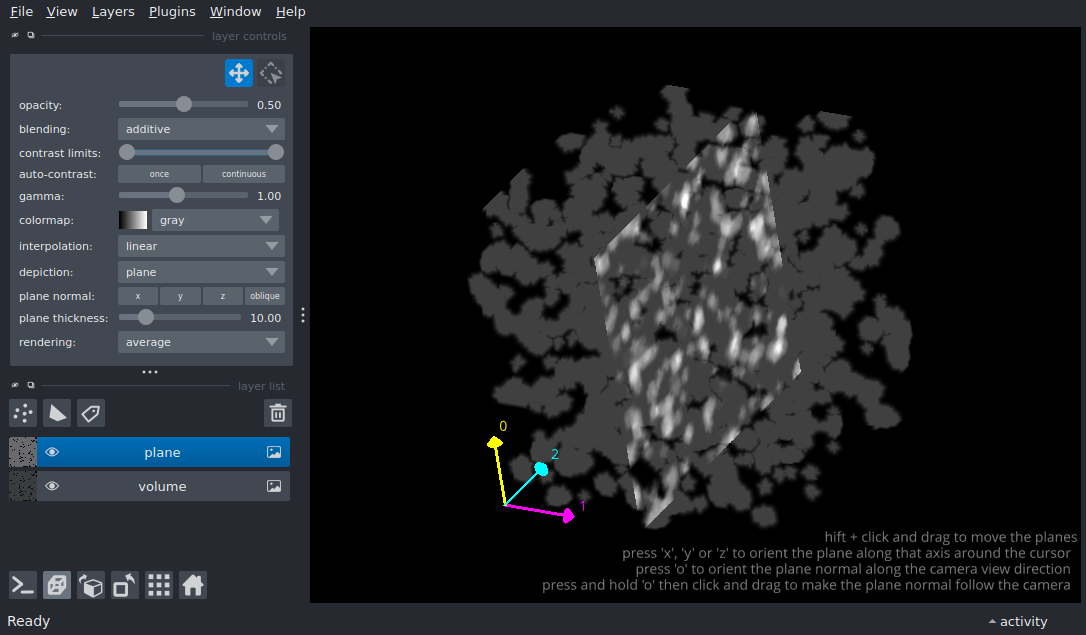 File View Layers Plugins Window Help
layer controls
opacity: 0.50
blending: additive
contrast limits:
auto-contrast: once continuous
gamma: 1.00
colormap: gray
interpolation: linear
depiction: plane
plane normal: x y z oblique
plane thickness: 10.00
rendering: average
layer list
plane
volume
0
2
1
hift + click and drag to move the planes
press 'x', 'y' or 'z' to orient the plane along that axis around the cursor
press 'o' to orient the plane normal along the camera view direction
press and hold 'o' then click and drag to make the plane normal follow the camera
Ready activity